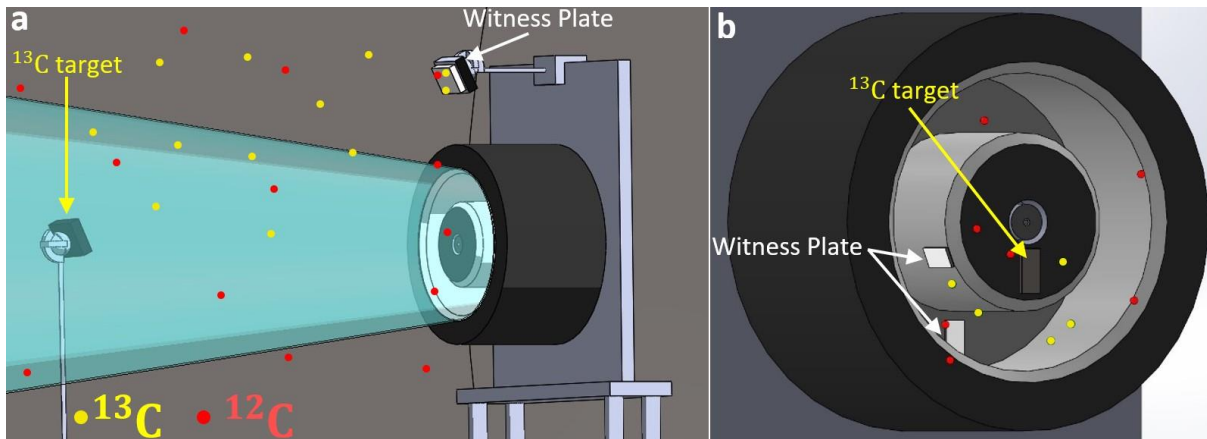 a
Witness Plate
¹³C target
¹³C
¹²C
b
¹³C target
Witness Plate